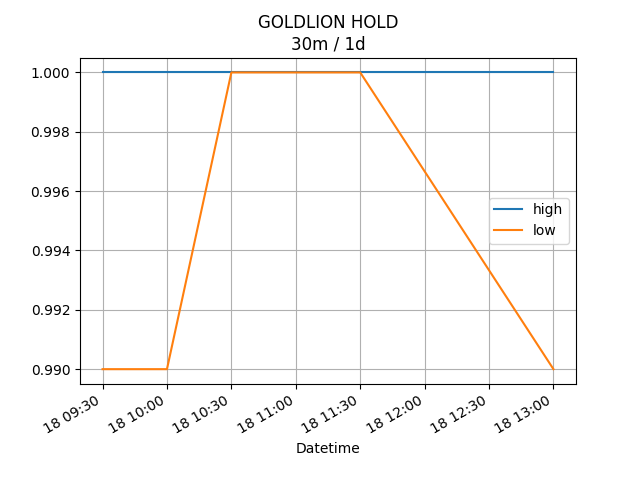 GOLDLION HOLD
30m / 1d
1.000
0.998
0.996
0.994
0.992
0.990
high
low
18 09:30
18 10:00
18 10:30
18 11:00
18 11:30
18 12:00
18 12:30
18 13:00
Datetime